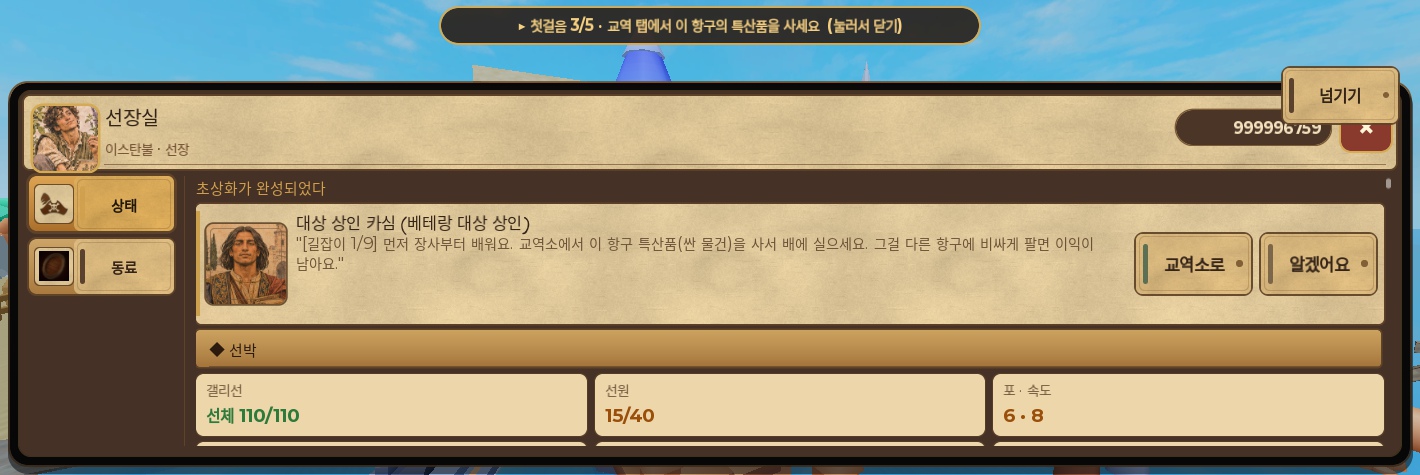 ▸ 첫걸음 3/5 · 교역 탭에서 이 항구의 특산품을 사세요 (눌러서 닫기)
넘기기
선장실
999996759
이스탄불 · 선장
상태
동료
초상화가 완성되었다
대상 상인 카심 (베테랑 대상 상인)
"[길잡이 1/9] 먼저 장사부터 배워요. 교역소에서 이 항구 특산품(싼 물건)을 사서 배에 실으세요. 그걸 다른 항구에 비싸게 팔면 이익이
남아요."
교역소로
알겠어요
◆ 선박
갤리선
선체 110/110
선원
15/40
포 · 속도
6 · 8